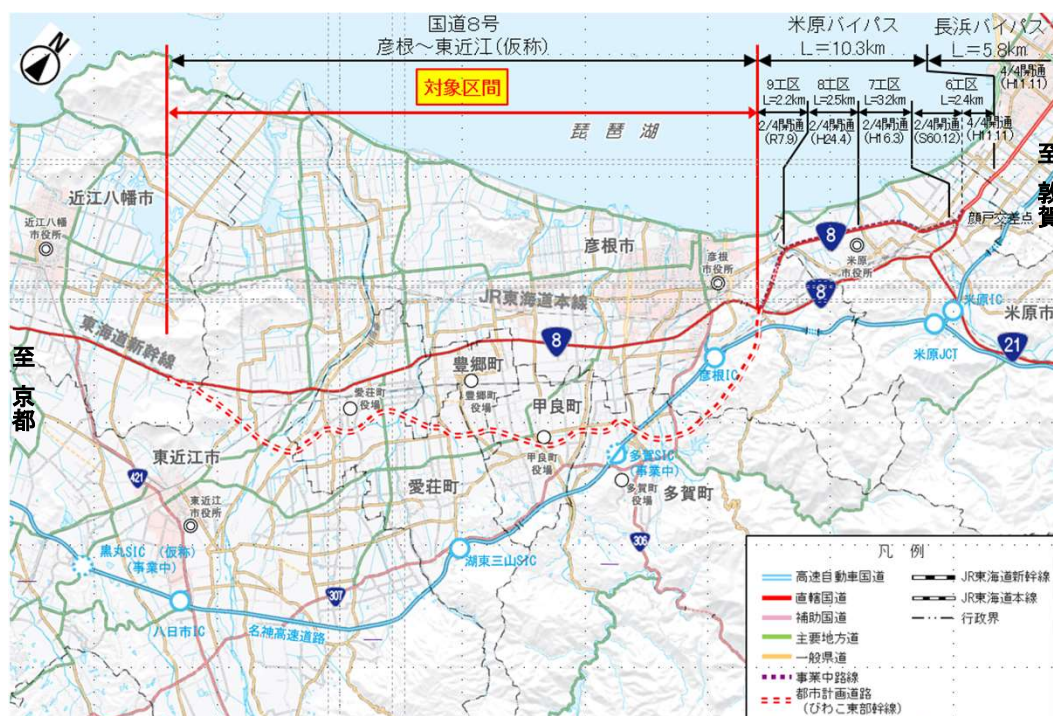 国道8号
彦根～東近江(仮称)
米原バイパス
L＝10.3km
長浜バイパス
L＝5.8km
対象区間
9工区
L=2.2km
2/4開通
(R7.9)
8工区
L=2.5km
2/4開通
(H24.4)
7工区
L=3.2km
2/4開通
(H16.3)
6工区
L=2.4km
2/4開通
(S60.12)
4/4開通
(H11.11)
4/4開通
(H11.11)
N
琵琶湖
至 敦賀
顔戸交差点
近江八幡市
近江八幡
市役所
彦根市
彦根
市役所
8
米原
市役所
8
米原IC
米原市
米原JCT
21
JR東海道本線
東海道新幹線
8
彦根IC
至 京都
豊郷町
豊郷町
役場
愛荘町
役場
甲良町
甲良町
役場
多賀SIC
(事業中)
多賀町
役場
多賀町
東近江市
421
東近江
市役所
愛荘町
306
黒丸SIC (仮称)
(事業中)
湖東三山SIC
307
八日市IC
名神高速道路
凡 例
高速自動車国道
直轄国道
補助国道
主要地方道
一般県道
事業中路線
都市計画道路
(びわこ東部幹線)
JR東海道新幹線
JR東海道本線
行政界